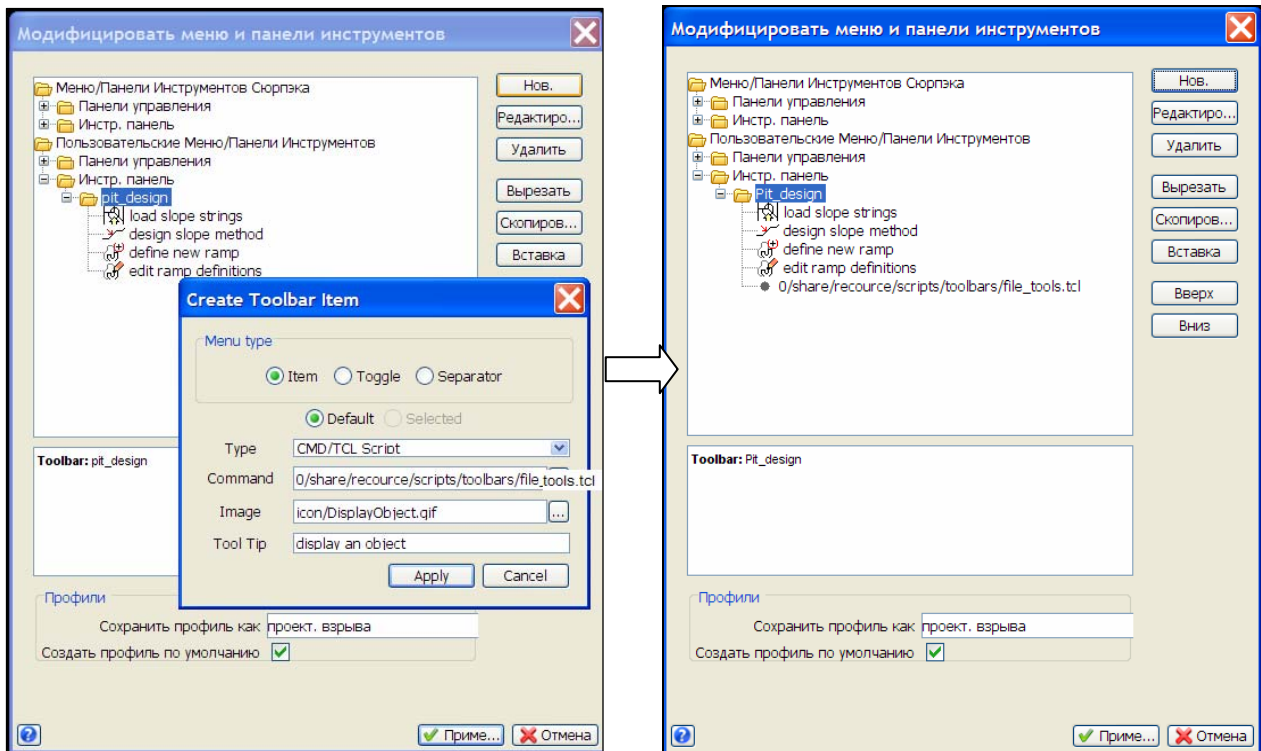 Модифицировать меню и панели инструментов
Меню/Панели Инструментов Сюрпэка
Панели управления
Инстр. панель
Пользовательские Меню/Панели Инструментов
Панели управления
Инстр. панель
pit_design
load slope strings
design slope method
define new ramp
edit ramp definitions
Нов.
Редактиро...
Удалить
Вырезать
Скопиров...
Вставка
Create Toolbar Item
Menu type
Item Toggle Separator
Default Selected
Type CMD/TCL Script
Command 0/share/recource/scripts/toolbars/file_tools.tcl
Image icon/DisplayObject.gif ...
Tool Tip display an object
Apply Cancel
Toolbar: pit_design
Профили
Сохранить профиль как проект. взрыва
Создать профиль по умолчанию
? Приме... Отмена
Модифицировать меню и панели инструментов
Меню/Панели Инструментов Сюрпэка
Панели управления
Инстр. панель
Пользовательские Меню/Панели Инструментов
Панели управления
Инстр. панель
Pit_design
load slope strings
design slope method
define new ramp
edit ramp definitions
0/share/recource/scripts/toolbars/file_tools.tcl
Нов.
Редактиро...
Удалить
Вырезать
Скопиров...
Вставка
Вверх
Вниз
Toolbar: Pit_design
Профили
Сохранить профиль как проект. взрыва
Создать профиль по умолчанию
? Приме... Отмена